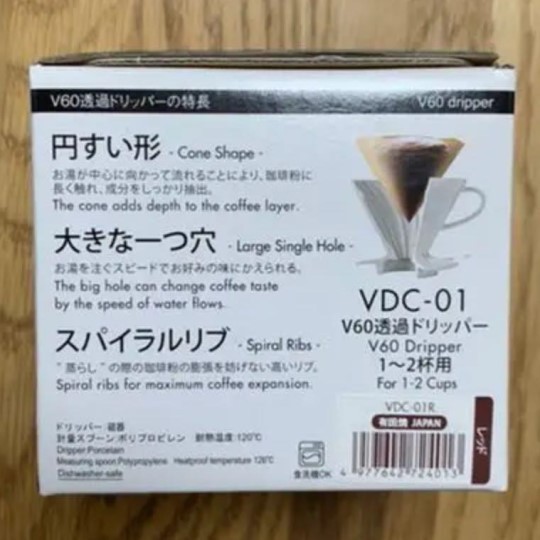 V60透過ドリッパーの特長
V60 dripper
円すい形 - Cone Shape -
お湯が中心に向かって流れることにより、珈琲粉に
長く触れ、成分をしっかり抽出。
The cone adds depth to the coffee layer.
大きな一つ穴 - Large Single Hole -
お湯を注ぐスピードでお好みの味にかえられる。
The big hole can change coffee taste
by the speed of water flows.
スパイラルリブ - Spiral Ribs -
"蒸らし"の際の珈琲粉の膨張を妨げない高いリブ。
Spiral ribs for maximum coffee expansion.
VDC-01
V60透過ドリッパー
V60 Dripper
1〜2杯用
For 1-2 Cups
ドリッパー:磁器
計量スプーン:ポリプロピレン 耐熱温度:120℃
Dripper:Porcelain
Measuring spoon:Polypropylene Heatproof temperature 120℃
Dishwasher-safe
食洗機OK
VDC-01R
有田焼 JAPAN
4 977642 724013
レッド